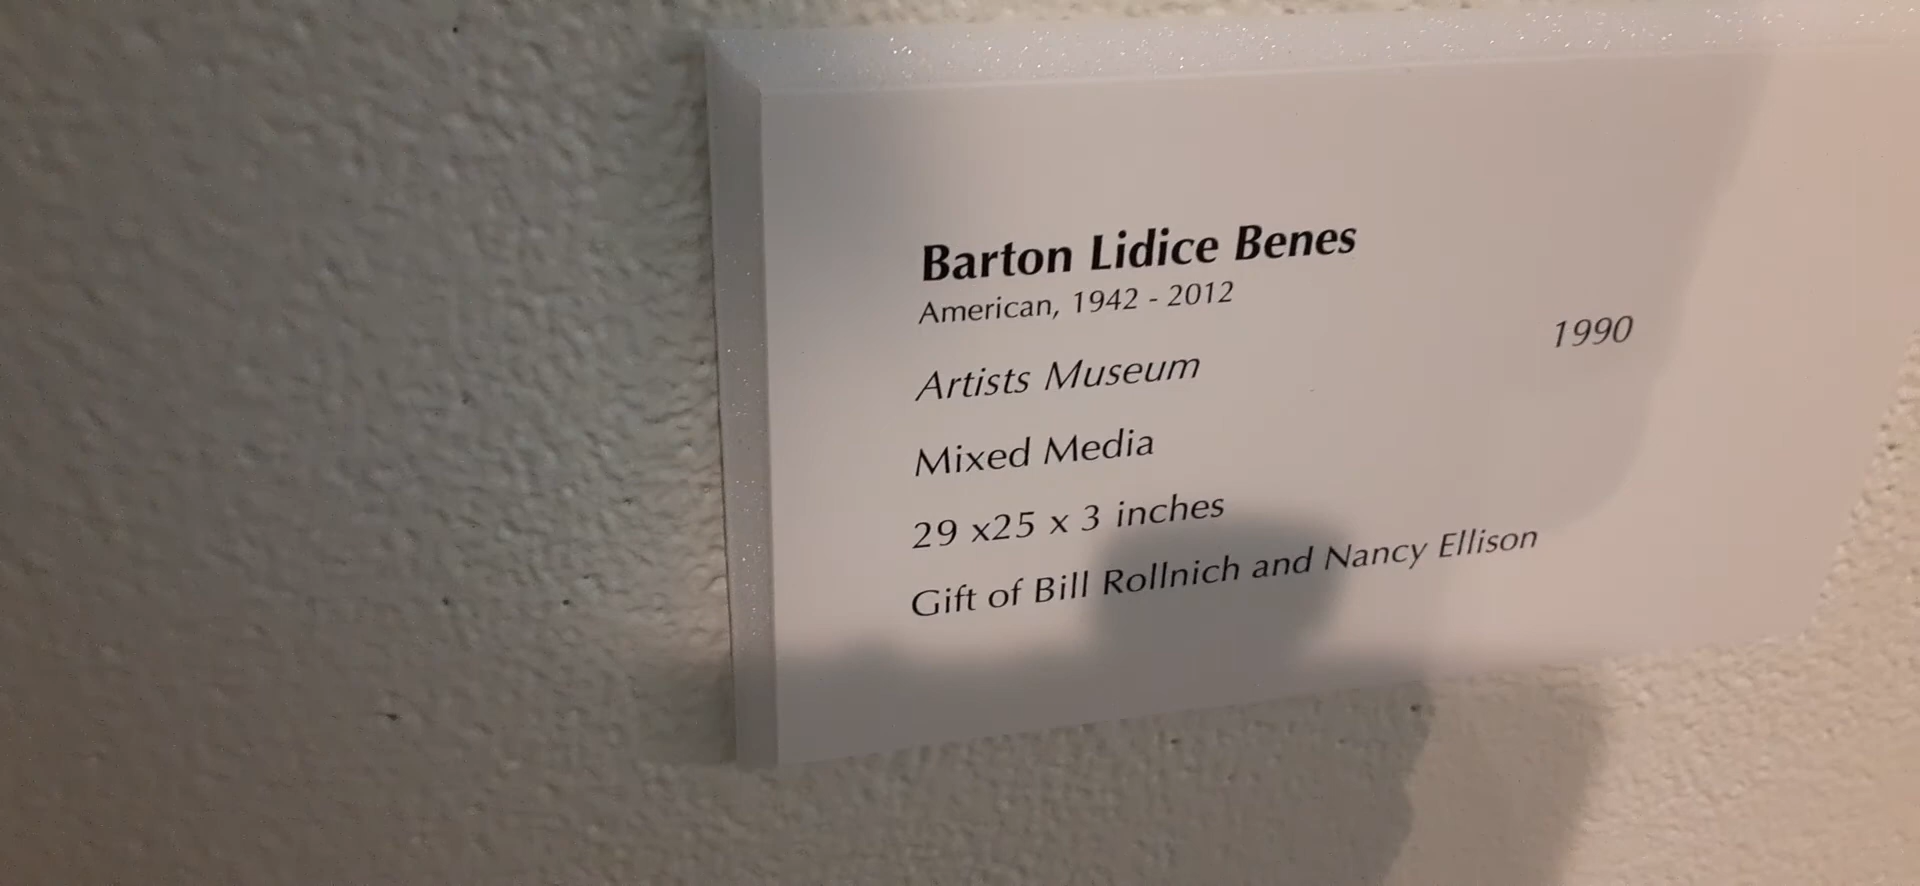 Barton Lidice Benes
American, 1942 - 2012
Artists Museum 1990
Mixed Media
29 x25 x 3 inches
Gift of Bill Rollnich and Nancy Ellison